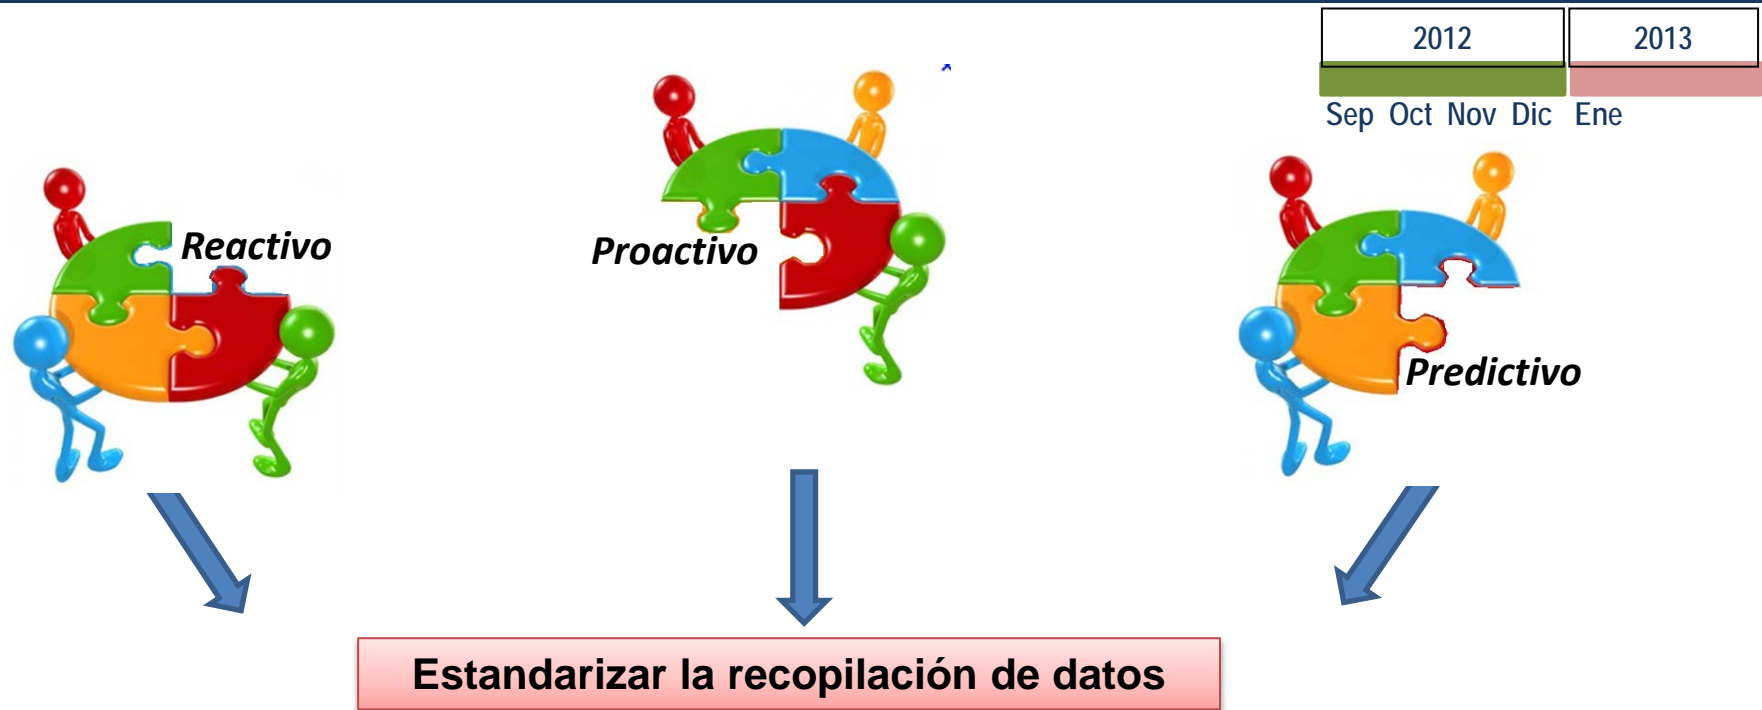 2012 2013
Sep Oct Nov Dic Ene
Reactivo
Proactivo
Predictivo
Estandarizar la recopilación de datos